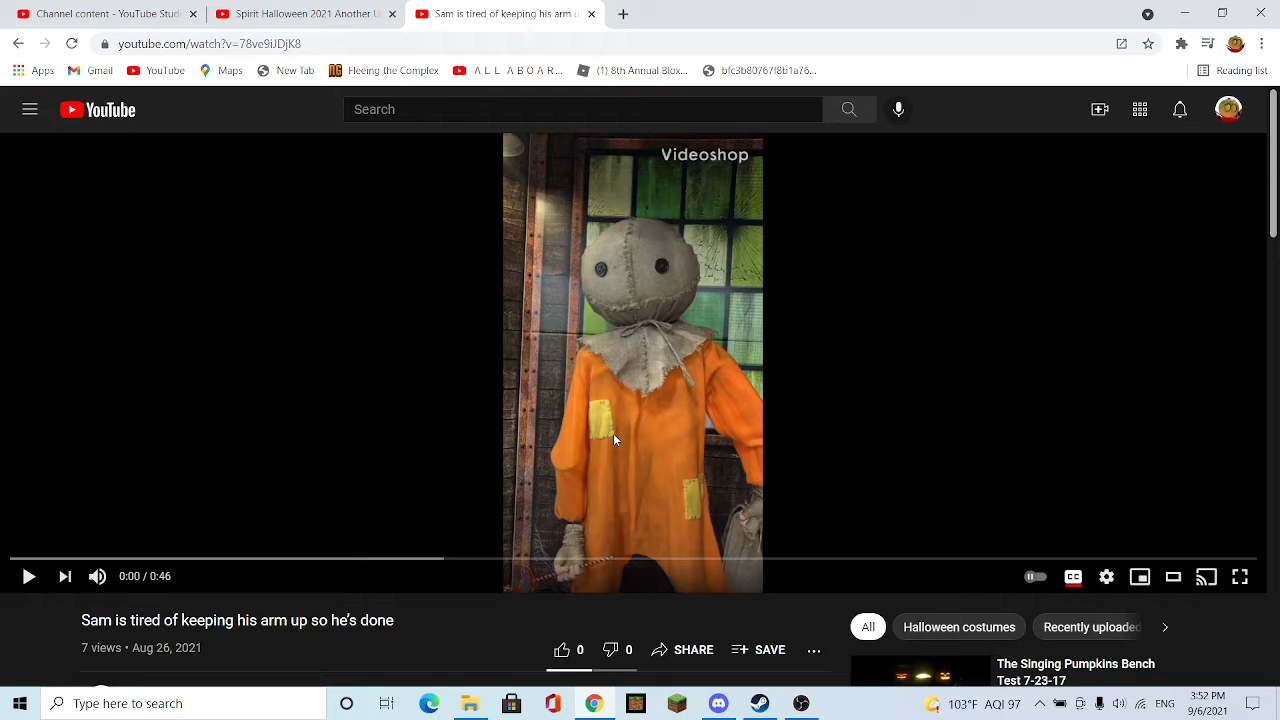 Content - YouTube Stud
Spirit Halloween 2021 Another U
Sam is tired of keeping his arm u
youtube.com/watch?v=78ve9iJDjK8
Apps
Gmail
YouTube
Maps
New Tab
Fleeing the Complex
A L L A B O A R...
(1) 8th Annual Blox...
vfc3b80767f8b1a76...
Reading list
YouTube
Search
Videoshop
0:00 / 0:46
CC
Sam is tired of keeping his arm up so he's done
7 views • Aug 26, 2021
0
0
SHARE
SAVE
All
Halloween costumes
Recently uploaded
The Singing Pumpkins Bench
Test 7-23-17
Type here to search
103°F AQI 97
ENG
3:52 PM
9/6/2021